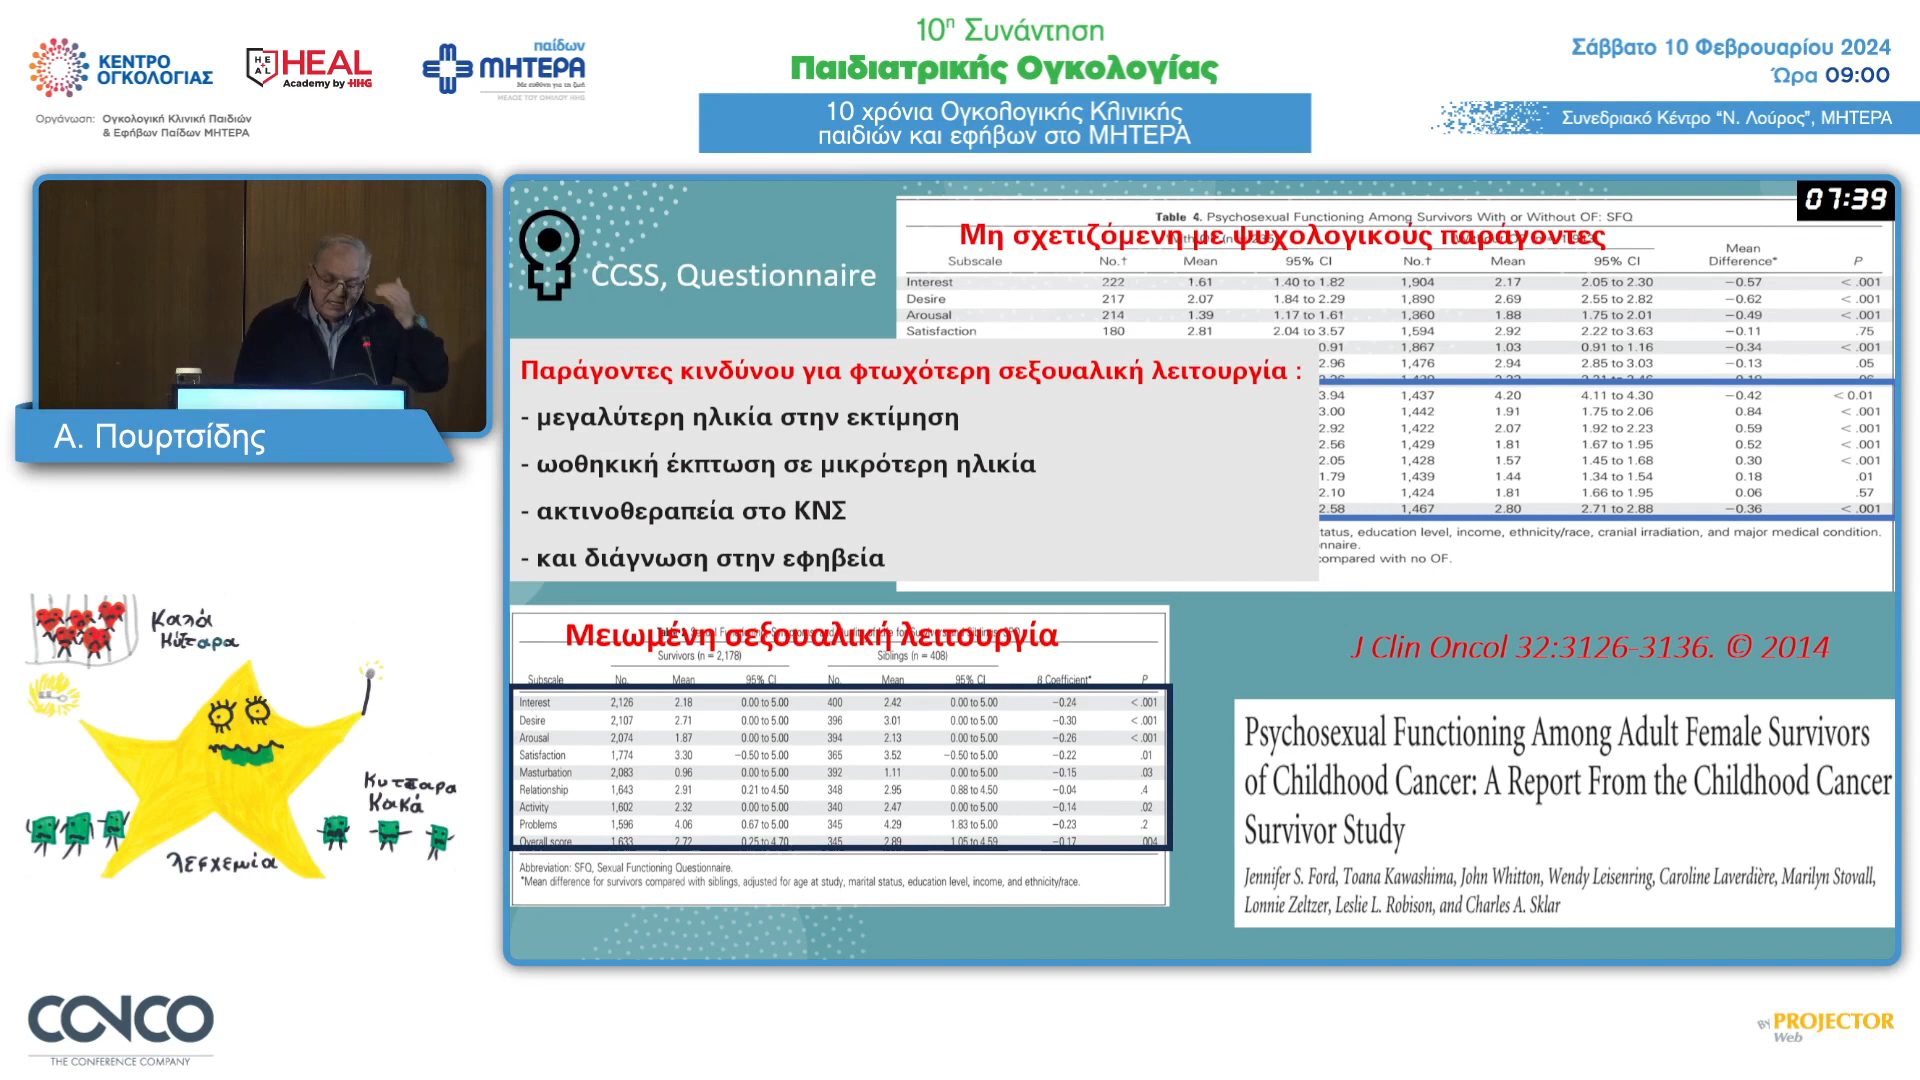 ΚΕΝΤΡΟ
ΟΓΚΟΛΟΓΙΑΣ
HEAL
HEAL
Academy by HHG
παίδων
ΜΗΤΕΡΑ
Με ευθύνη για τη ζωή
ΜΕΛΟΣ ΤΟΥ ΟΜΙΛΟΥ HHG
Οργάνωση: Ογκολογική Κλινική Παιδιών
& Εφήβων Παίδων ΜΗΤΕΡΑ
10η Συνάντηση
Παιδιατρικής Ογκολογίας
10 χρόνια Ογκολογικής Κλινικής
παιδιών και εφήβων στο ΜΗΤΕΡΑ
Σάββατο 10 Φεβρουαρίου 2024
Ώρα 09:00
Συνεδριακό Κέντρο “Ν. Λούρος”, ΜΗΤΕΡΑ
Α. Πουρτσίδης
07:39
CCSS, Questionnaire
Table 4. Psychosexual Functioning Among Survivors With or Without OF: SFQ
Μη σχετιζόμενη με ψυχολογικούς παράγοντες
Subscale No.† Mean 95% CI No.† Mean 95% CI Mean Difference* P
Interest 222 1.61 1.40 to 1.82 1,904 2.17 2.05 to 2.30 −0.57 < .001
Desire 217 2.07 1.84 to 2.29 1,890 2.69 2.55 to 2.82 −0.62 < .001
Arousal 214 1.39 1.17 to 1.61 1,860 1.88 1.75 to 2.01 −0.49 < .001
Satisfaction 180 2.81 2.04 to 3.57 1,594 2.92 2.22 to 3.63 −0.11 .75
0.91 1,867 1.03 0.91 to 1.16 −0.34 < .001
2.96 1,476 2.94 2.85 to 3.03 −0.13 .05
3.94 1,437 4.20 4.11 to 4.30 −0.42 < 0.01
3.00 1,442 1.91 1.75 to 2.06 0.84 < .001
2.92 1,422 2.07 1.92 to 2.23 0.59 < .001
2.56 1,429 1.81 1.67 to 1.95 0.52 < .001
2.05 1,428 1.57 1.45 to 1.68 0.30 < .001
1.79 1,439 1.44 1.34 to 1.54 0.18 .01
2.10 1,424 1.81 1.66 to 1.95 0.06 .57
2.58 1,467 2.80 2.71 to 2.88 −0.36 < .001
tatus, education level, income, ethnicity/race, cranial irradiation, and major medical condition.
nnaire.
compared with no OF.
Παράγοντες κινδύνου για φτωχότερη σεξουαλική λειτουργία :
- μεγαλύτερη ηλικία στην εκτίμηση
- ωοθηκική έκπτωση σε μικρότερη ηλικία
- ακτινοθεραπεία στο ΚΝΣ
- και διάγνωση στην εφηβεία
Μειωμένη σεξουαλική λειτουργία
Survivors (n = 2,178) Siblings (n = 408)
Subscale No. Mean 95% CI No. Mean 95% CI β Coefficient* P
Interest 2,126 2.18 0.00 to 5.00 400 2.42 0.00 to 5.00 −0.24 < .001
Desire 2,107 2.71 0.00 to 5.00 396 3.01 0.00 to 5.00 −0.30 < .001
Arousal 2,074 1.87 0.00 to 5.00 394 2.13 0.00 to 5.00 −0.26 < .001
Satisfaction 1,774 3.30 −0.50 to 5.00 365 3.52 −0.50 to 5.00 −0.22 .01
Masturbation 2,083 0.96 0.00 to 5.00 392 1.11 0.00 to 5.00 −0.15 .03
Relationship 1,643 2.91 0.21 to 4.50 348 2.95 0.88 to 4.50 −0.04 .4
Activity 1,602 2.32 0.00 to 5.00 340 2.47 0.00 to 5.00 −0.14 .02
Problems 1,596 4.06 0.67 to 5.00 345 4.29 1.83 to 5.00 −0.23 .2
Overall score 1,633 2.72 0.25 to 4.70 345 2.89 1.05 to 4.59 −0.17 .004
Abbreviation: SFQ, Sexual Functioning Questionnaire.
*Mean difference for survivors compared with siblings, adjusted for age at study, marital status, education level, income, and ethnicity/race.
J Clin Oncol 32:3126-3136. © 2014
Psychosexual Functioning Among Adult Female Survivors
of Childhood Cancer: A Report From the Childhood Cancer
Survivor Study
Jennifer S. Ford, Toana Kawashima, John Whitton, Wendy Leisenring, Caroline Laverdière, Marilyn Stovall,
Lonnie Zeltzer, Leslie L. Robison, and Charles A. Sklar
Καλά
Κύτταρα
Κυτταρα
Κακά
λεφχεμία
CONCO
THE CONFERENCE COMPANY
BY PROJECTOR
Web